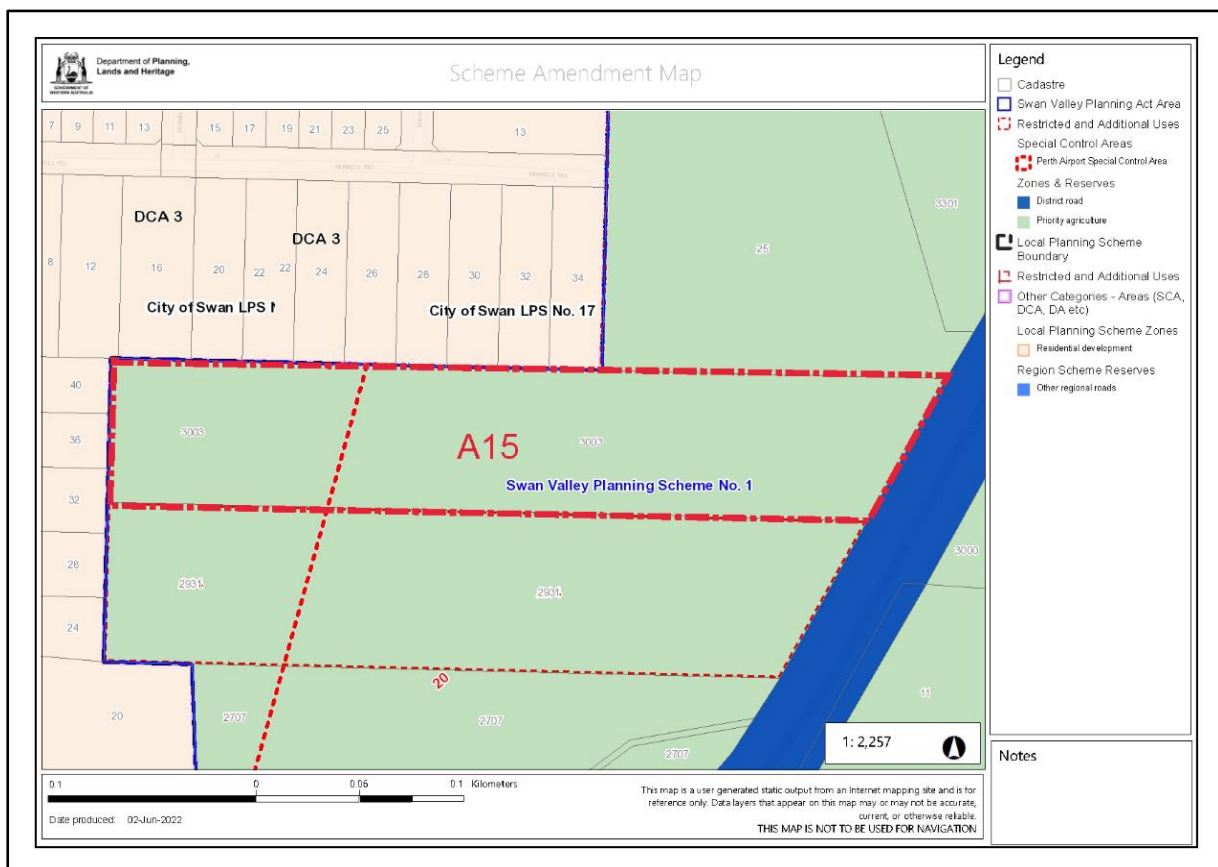 Department of Planning,
Lands and Heritage
GOVERNMENT OF
WESTERN AUSTRALIA
Scheme Amendment Map
7 9 11 13 15 17 19 21 23 25 13
NIABELL RD NIABELL RD
DCA 3
DCA 3
3301
25
8 12 16 20 22 22 24 26 28 30 32 34
City of Swan LPS N
City of Swan LPS No. 17
40
36
32
28
24
20
3003
A15
3003
Swan Valley Planning Scheme No. 1
2931
2931
3000
11
20
2707
2707
2707
1: 2,257
Legend
Cadastre
Swan Valley Planning Act Area
Restricted and Additional Uses
Special Control Areas
Perth Airport Special Control Area
Zones & Reserves
District road
Priority agriculture
Local Planning Scheme
Boundary
Restricted and Additional Uses
Other Categories - Areas (SCA,
DCA, DA etc)
Local Planning Scheme Zones
Residential development
Region Scheme Reserves
Other regional roads
Notes
0.1 0 0.06 0.1 Kilometers
Date produced: 02-Jun-2022
This map is a user generated static output from an Internet mapping site and is for
reference only. Data layers that appear on this map may or may not be accurate,
current, or otherwise reliable.
THIS MAP IS NOT TO BE USED FOR NAVIGATION